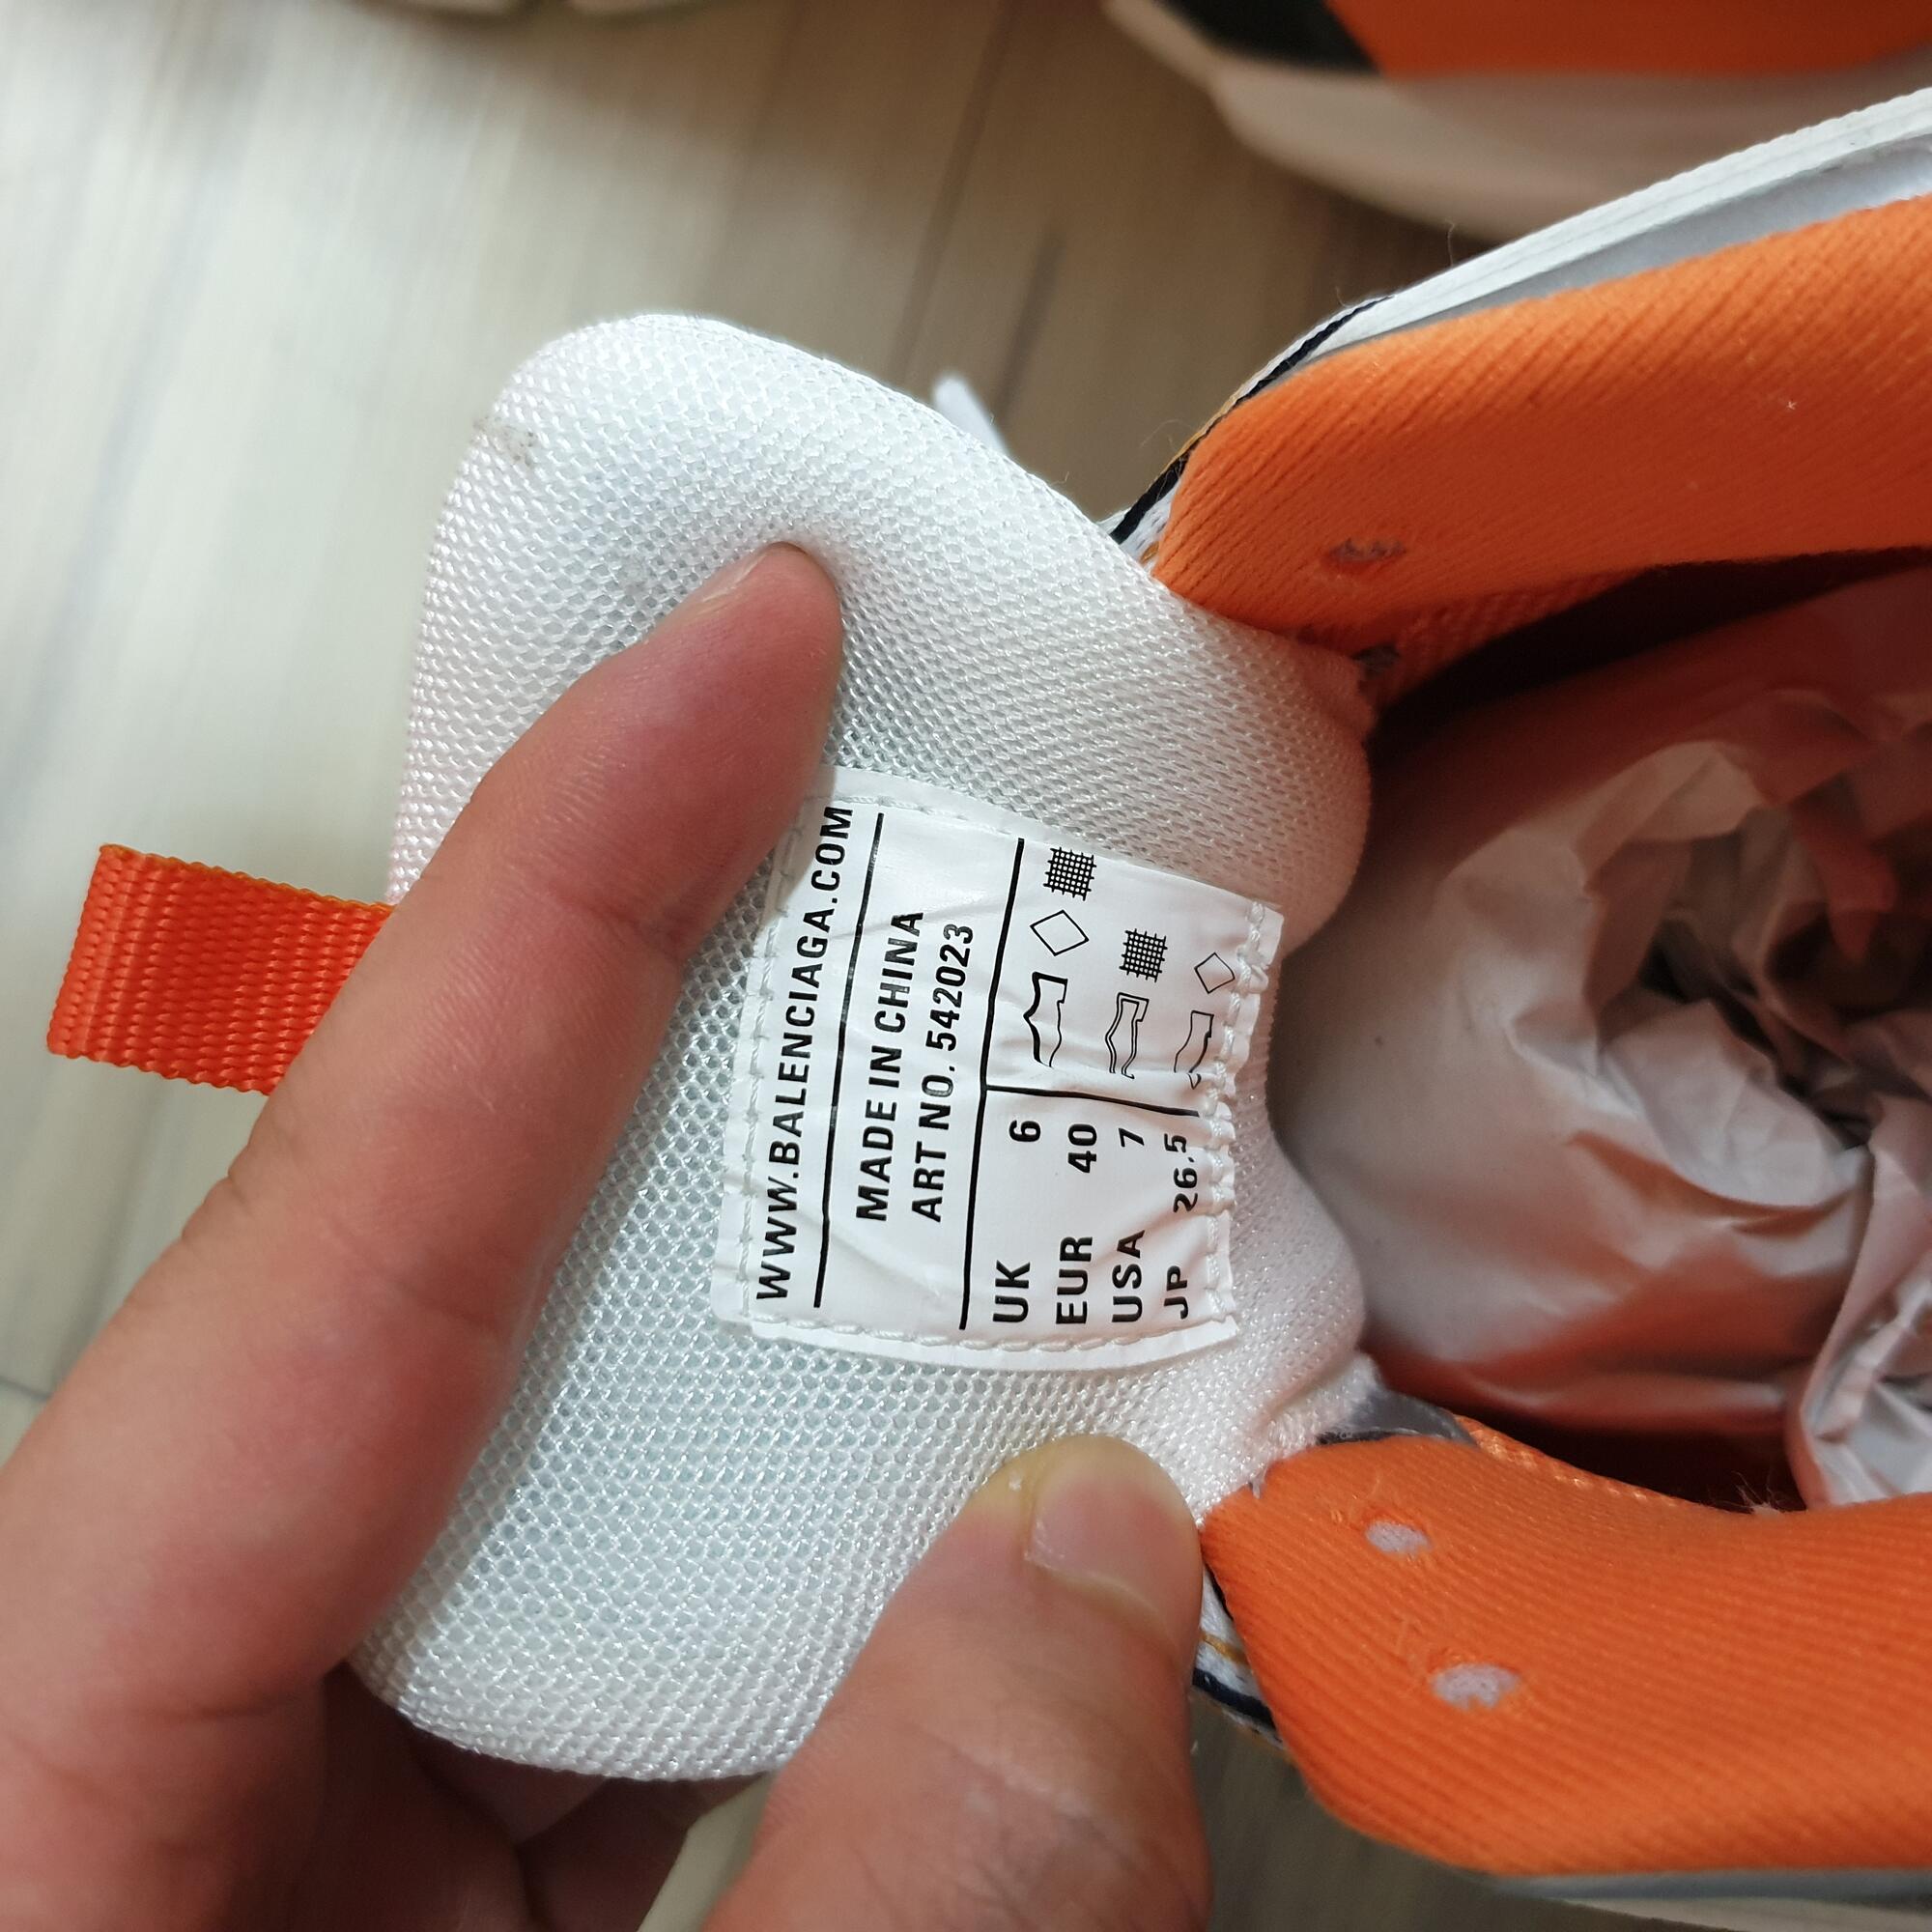 WWW.BALENCIAGA.COM
MADE IN CHINA
ART NO. 542023
UK 6
EUR 40
USA 7
JP 26.5